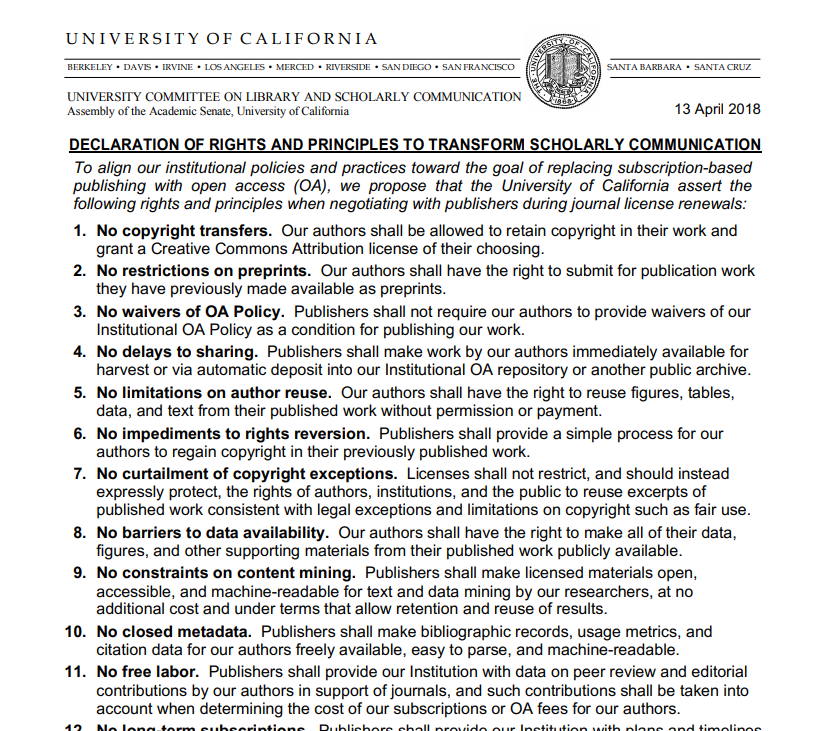 UNIVERSITY OF CALIFORNIA
BERKELEY • DAVIS • IRVINE • LOS ANGELES • MERCED • RIVERSIDE • SAN DIEGO • SAN FRANCISCO
SANTA BARBARA • SANTA CRUZ
THE UNIVERSITY OF CALIFORNIA 1868
UNIVERSITY COMMITTEE ON LIBRARY AND SCHOLARLY COMMUNICATION
Assembly of the Academic Senate, University of California
13 April 2018
DECLARATION OF RIGHTS AND PRINCIPLES TO TRANSFORM SCHOLARLY COMMUNICATION
To align our institutional policies and practices toward the goal of replacing subscription-based
publishing with open access (OA), we propose that the University of California assert the
following rights and principles when negotiating with publishers during journal license renewals:
1. No copyright transfers. Our authors shall be allowed to retain copyright in their work and
grant a Creative Commons Attribution license of their choosing.
2. No restrictions on preprints. Our authors shall have the right to submit for publication work
they have previously made available as preprints.
3. No waivers of OA Policy. Publishers shall not require our authors to provide waivers of our
Institutional OA Policy as a condition for publishing our work.
4. No delays to sharing. Publishers shall make work by our authors immediately available for
harvest or via automatic deposit into our Institutional OA repository or another public archive.
5. No limitations on author reuse. Our authors shall have the right to reuse figures, tables,
data, and text from their published work without permission or payment.
6. No impediments to rights reversion. Publishers shall provide a simple process for our
authors to regain copyright in their previously published work.
7. No curtailment of copyright exceptions. Licenses shall not restrict, and should instead
expressly protect, the rights of authors, institutions, and the public to reuse excerpts of
published work consistent with legal exceptions and limitations on copyright such as fair use.
8. No barriers to data availability. Our authors shall have the right to make all of their data,
figures, and other supporting materials from their published work publicly available.
9. No constraints on content mining. Publishers shall make licensed materials open,
accessible, and machine-readable for text and data mining by our researchers, at no
additional cost and under terms that allow retention and reuse of results.
10. No closed metadata. Publishers shall make bibliographic records, usage metrics, and
citation data for our authors freely available, easy to parse, and machine-readable.
11. No free labor. Publishers shall provide our Institution with data on peer review and editorial
contributions by our authors in support of journals, and such contributions shall be taken into
account when determining the cost of our subscriptions or OA fees for our authors.
12. No long-term subscriptions. Publishers shall provide our Institution with plans and timelines